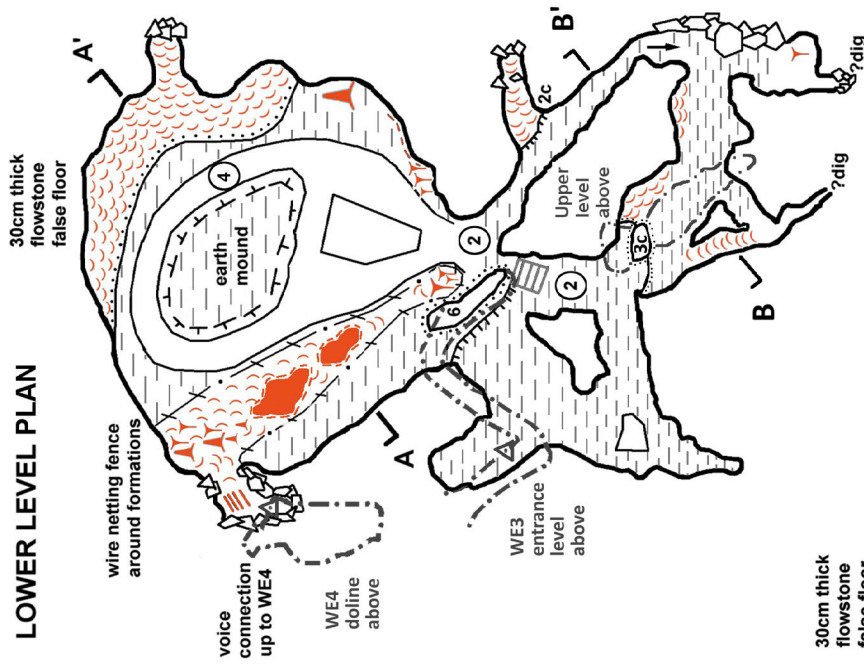 LOWER LEVEL PLAN
30cm thick
flowstone
false floor
A'
wire netting fence
around formations
4
earth
mound
B'
2c
2
6
voice
connection
up to WE4
WE4
doline
above
A
WE3
entrance
level
above
2
Upper
level
above
3c
B
?dig
?dig
30cm thick
flowstone
false floor